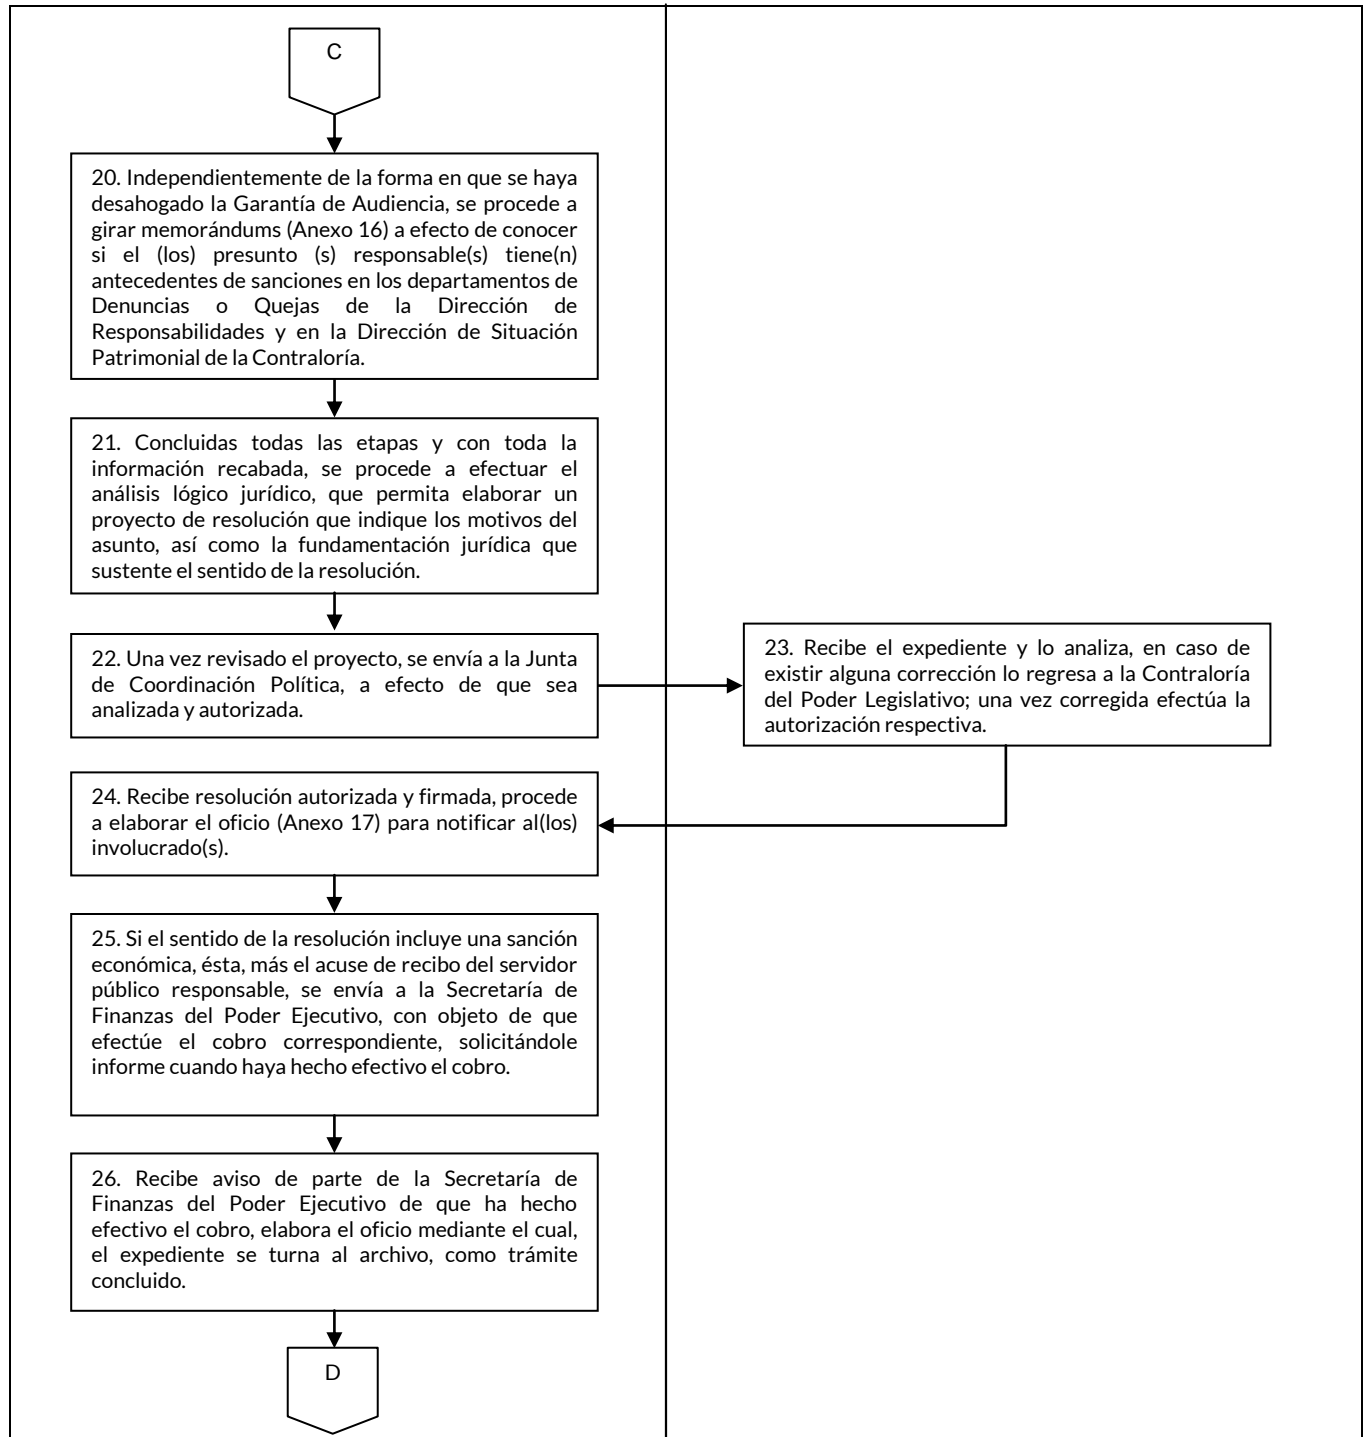 C
20. Independientemente de la forma en que se haya
desahogado la Garantía de Audiencia, se procede a
girar memorándums (Anexo 16) a efecto de conocer
si el (los) presunto (s) responsable(s) tiene(n)
antecedentes de sanciones en los departamentos de
Denuncias o Quejas de la Dirección de
Responsabilidades y en la Dirección de Situación
Patrimonial de la Contraloría.
21. Concluidas todas las etapas y con toda la
información recabada, se procede a efectuar el
análisis lógico jurídico, que permita elaborar un
proyecto de resolución que indique los motivos del
asunto, así como la fundamentación jurídica que
sustente el sentido de la resolución.
22. Una vez revisado el proyecto, se envía a la Junta
de Coordinación Política, a efecto de que sea
analizada y autorizada.
23. Recibe el expediente y lo analiza, en caso de
existir alguna corrección lo regresa a la Contraloría
del Poder Legislativo; una vez corregida efectúa la
autorización respectiva.
24. Recibe resolución autorizada y firmada, procede
a elaborar el oficio (Anexo 17) para notificar al(los)
involucrado(s).
25. Si el sentido de la resolución incluye una sanción
económica, ésta, más el acuse de recibo del servidor
público responsable, se envía a la Secretaría de
Finanzas del Poder Ejecutivo, con objeto de que
efectúe el cobro correspondiente, solicitándole
informe cuando haya hecho efectivo el cobro.
26. Recibe aviso de parte de la Secretaría de
Finanzas del Poder Ejecutivo de que ha hecho
efectivo el cobro, elabora el oficio mediante el cual,
el expediente se turna al archivo, como trámite
concluido.
D